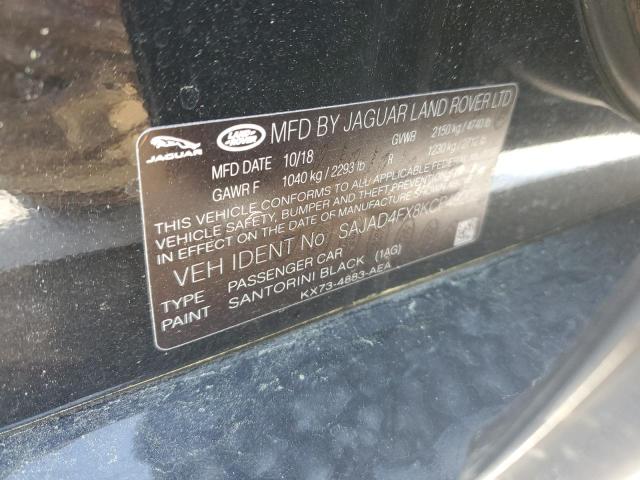 JAGUAR LAND ROVER MFD BY JAGUAR LAND ROVER LTD
MFD DATE 10/18 GVWR 2150 kg / 4740 lb
GAWR F 1040 kg / 2293 lb R 1230 kg /
THIS VEHICLE CONFORMS TO ALL APPLICABLE FEDERAL
VEHICLE SAFETY, BUMPER AND THEFT PREVENTION
IN EFFECT ON THE DATE OF MANUFACTURE SHOWN
VEH IDENT No SAJAD4FX8KCP
TYPE PASSENGER CAR
PAINT SANTORINI BLACK (1AG)
KX73-4883-AEA